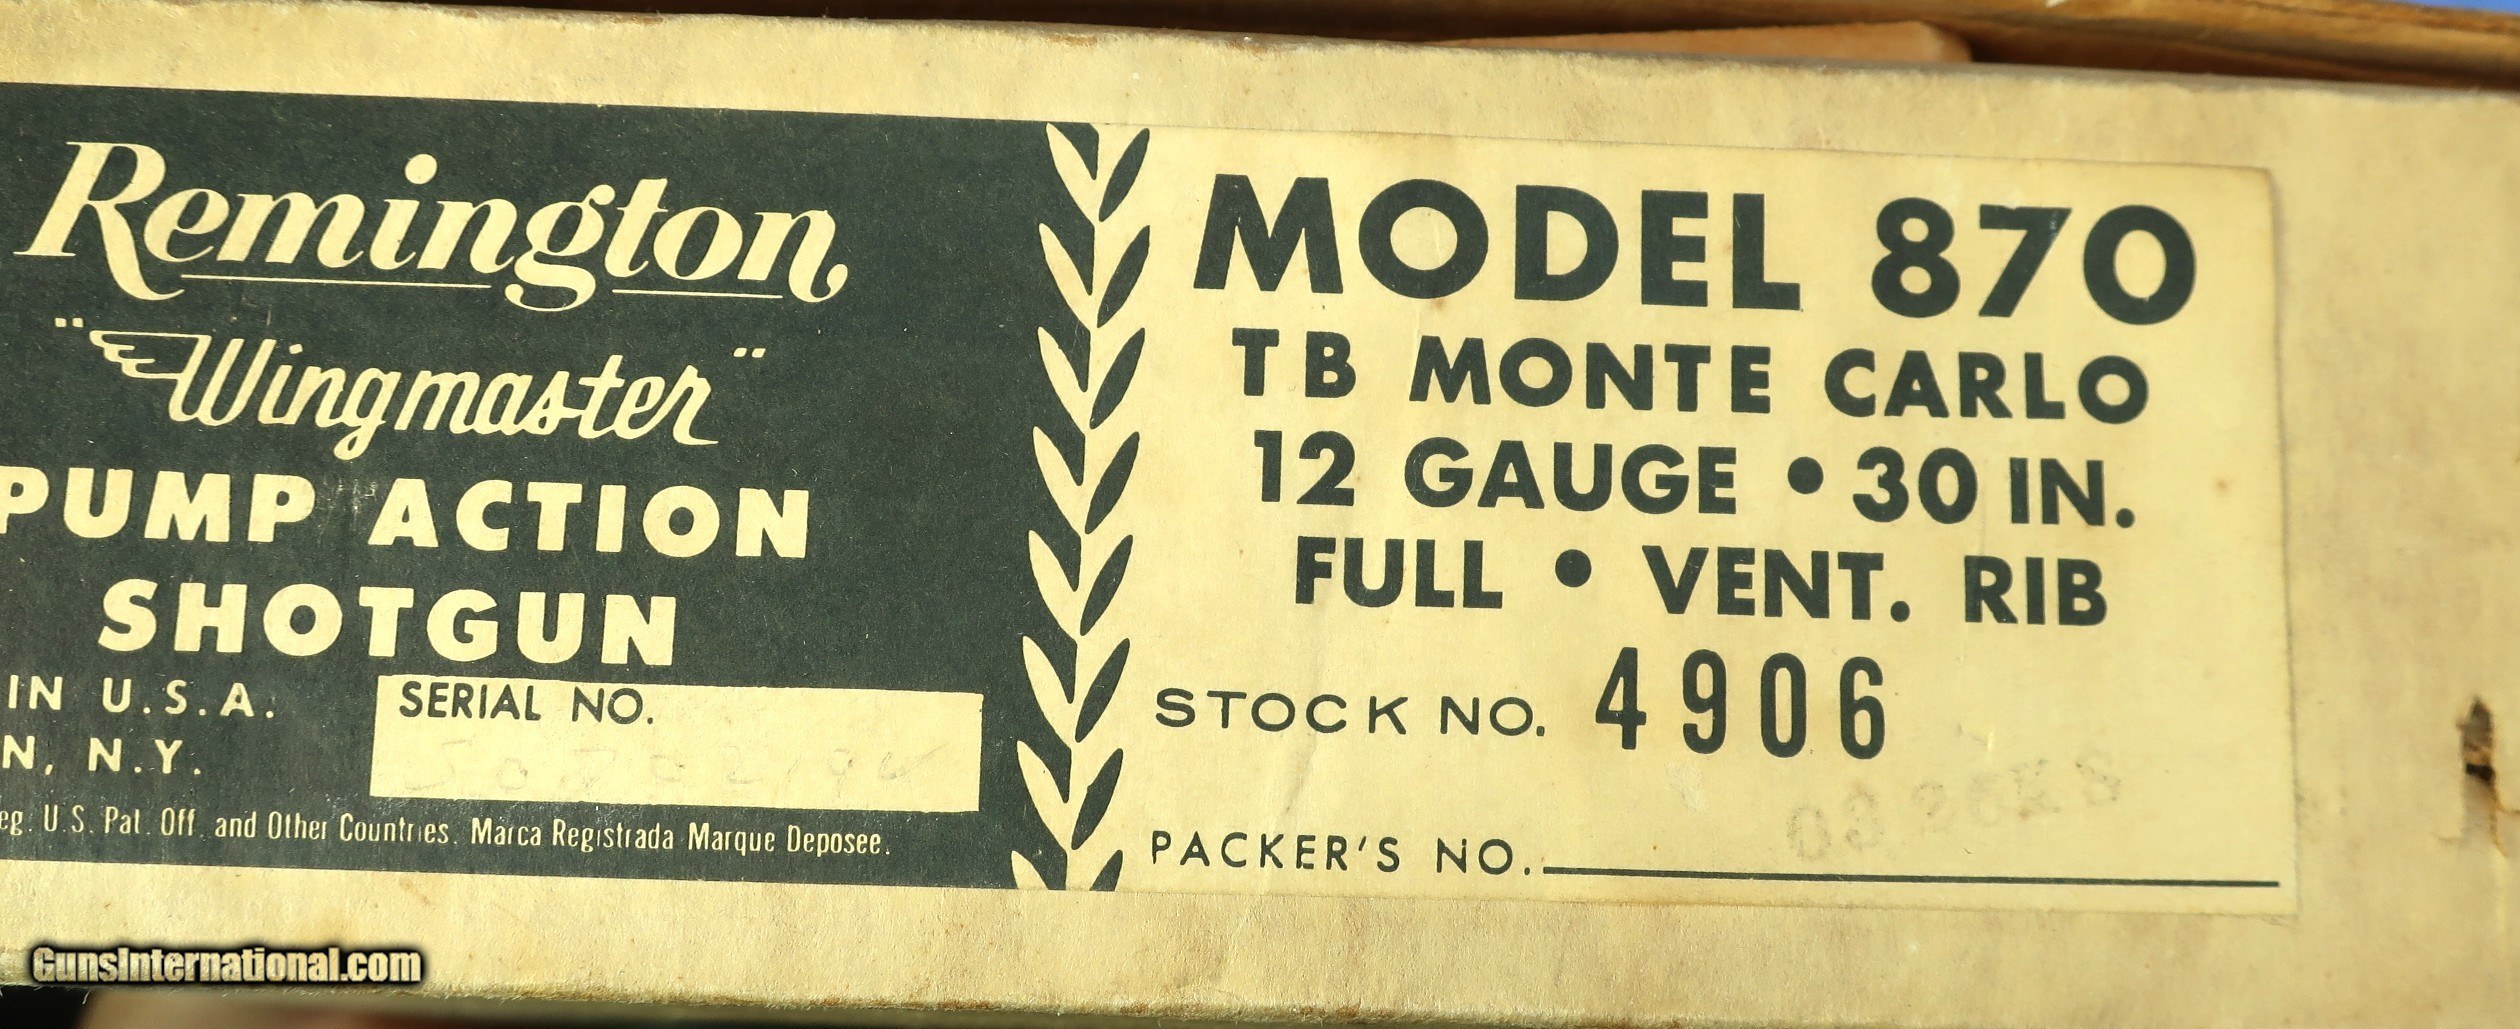 Remington
"Wingmaster"
PUMP ACTION
SHOTGUN
IN U.S.A.
N, N.Y.
SERIAL NO.
eg. U.S. Pat. Off. and Other Countries. Marca Registrada Marque Deposee.
MODEL 870
TB MONTE CARLO
12 GAUGE • 30 IN.
FULL • VENT. RIB
STOCK NO. 4906
PACKER'S NO.
GunsInternational.com